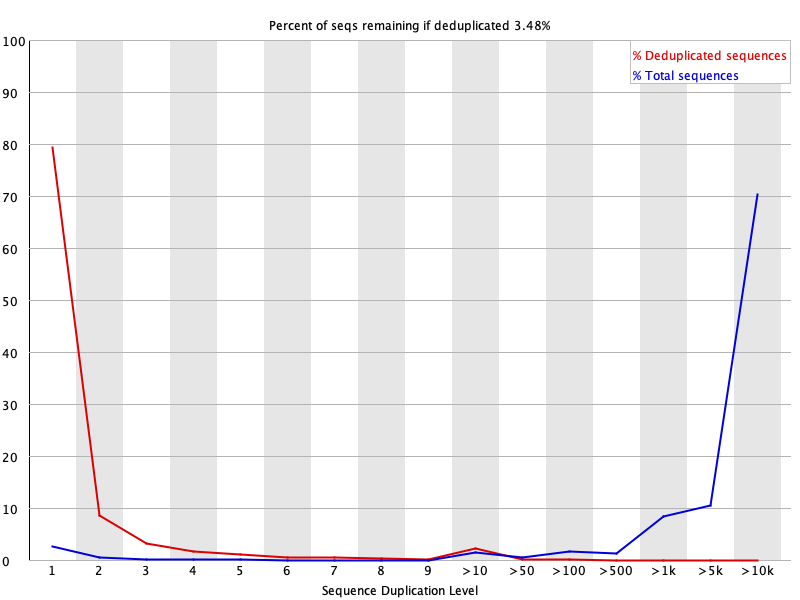 Percent of seqs remaining if deduplicated 3.48%
% Deduplicated sequences
% Total sequences
100
90
80
70
60
50
40
30
20
10
0
1 2 3 4 5 6 7 8 9 >10 >50 >100 >500 >1k >5k >10k
Sequence Duplication Level